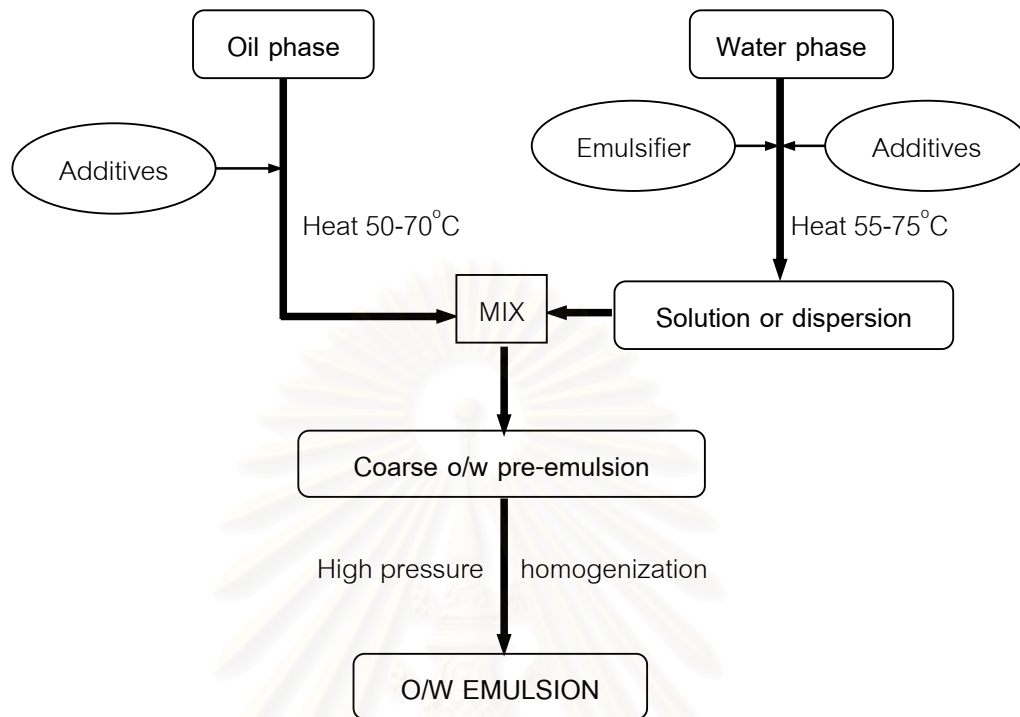 Oil phase
Water phase
Additives
Emulsifier
Additives
Heat 50-70°C
Heat 55-75°C
MIX
Solution or dispersion
Coarse o/w pre-emulsion
High pressure homogenization
O/W EMULSION